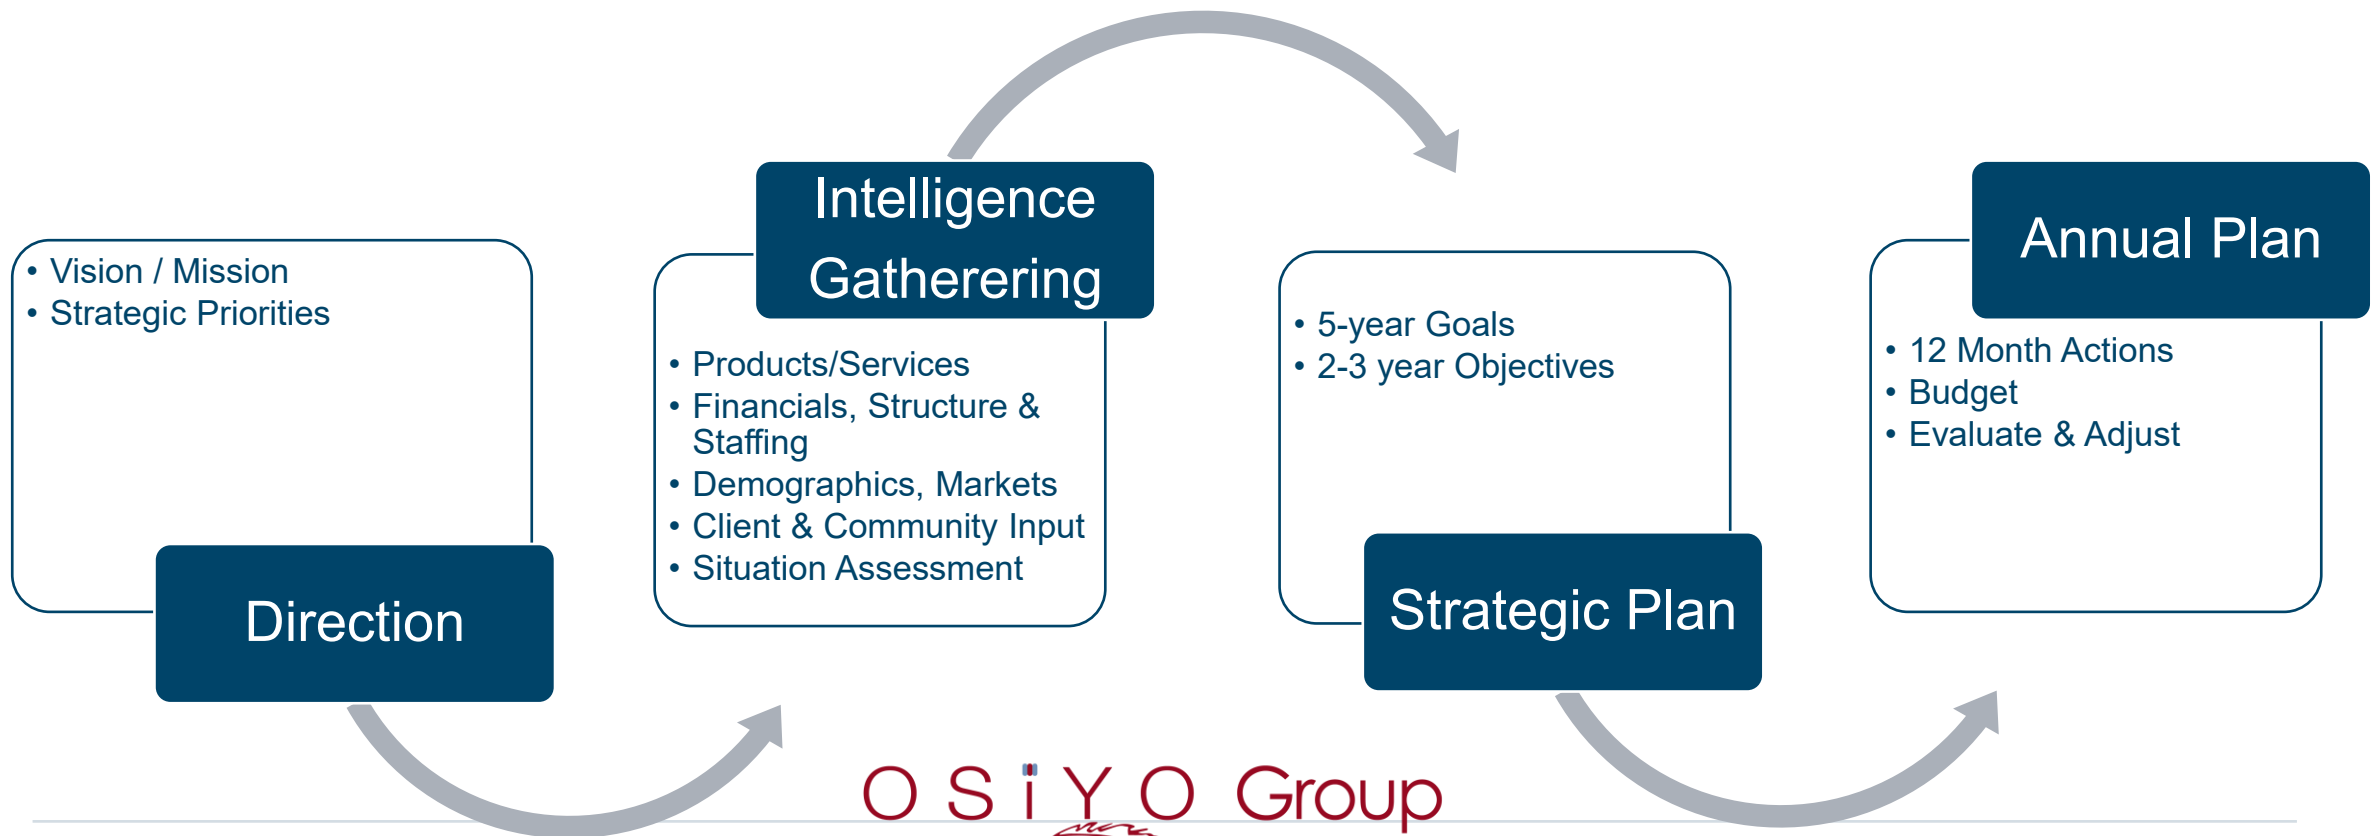 • Vision / Mission
• Strategic Priorities
Direction
Intelligence
Gatherering
• Products/Services
• Financials, Structure &
Staffing
• Demographics, Markets
• Client & Community Input
• Situation Assessment
• 5-year Goals
• 2-3 year Objectives
Strategic Plan
Annual Plan
• 12 Month Actions
• Budget
• Evaluate & Adjust
OSiYO Group